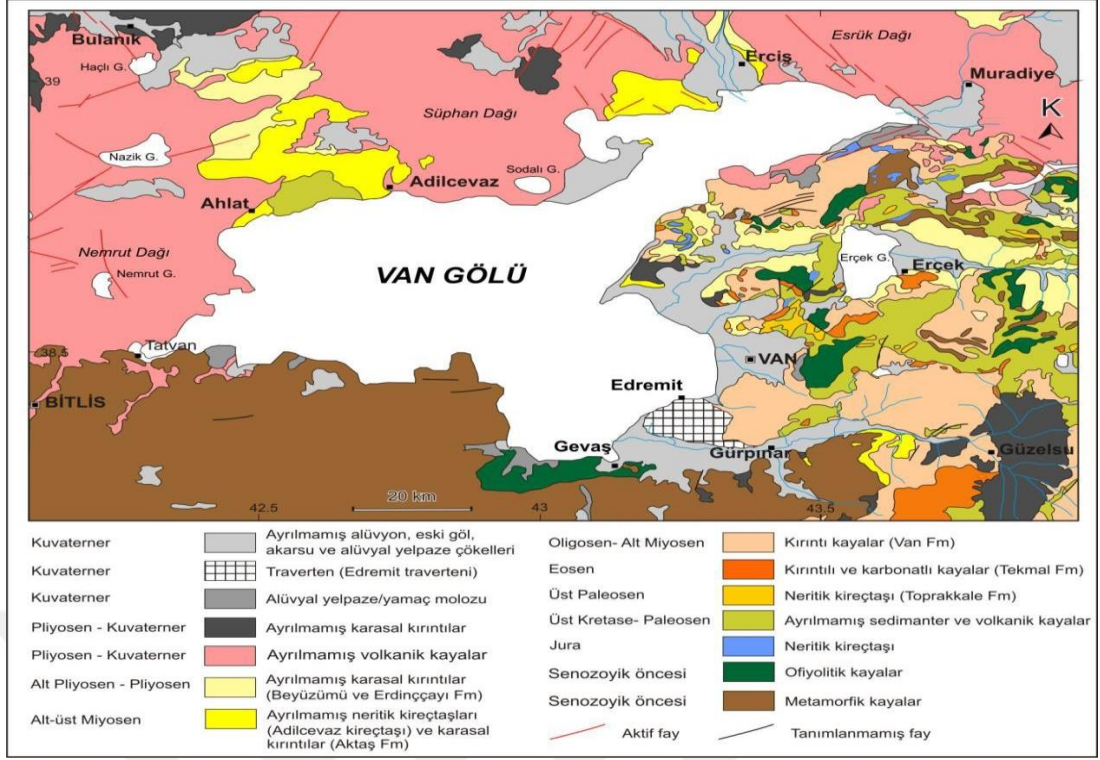 Bulanık
Haçlı G.
39
Erciş
Esrük Dağı
Muradiye
K
Süphan Dağı
Nazik G.
Sodalı G.
Adilcevaz
Ahlat
Nemrut Dağı
Nemrut G.
VAN GÖLÜ
Erçek G.
Erçek
Tatvan
38.5
VAN
BİTLİS
Edremit
Gevaş
Gürpınar
Güzelsu
20 km
42.5
43
43.5
Kuvaterner
Ayrılmamış alüvyon, eski göl,
akarsu ve alüvyal yelpaze çökelleri
Kuvaterner
Traverten (Edremit traverteni)
Kuvaterner
Alüvyal yelpaze/yamaç molozu
Pliyosen - Kuvaterner
Ayrılmamış karasal kırıntılar
Pliyosen - Kuvaterner
Ayrılmamış volkanik kayalar
Alt Pliyosen - Pliyosen
Ayrılmamış karasal kırıntılar
(Beyüzümü ve Erdinççayı Fm)
Alt-üst Miyosen
Ayrılmamış neritik kireçtaşları
(Adilcevaz kireçtaşı) ve karasal
kırıntılar (Aktaş Fm)
Oligosen- Alt Miyosen
Kırıntı kayalar (Van Fm)
Eosen
Kırıntılı ve karbonatlı kayalar (Tekmal Fm)
Üst Paleosen
Neritik kireçtaşı (Toprakkale Fm)
Üst Kretase- Paleosen
Ayrılmamış sedimanter ve volkanik kayalar
Jura
Neritik kireçtaşı
Senozoyik öncesi
Ofiyolitik kayalar
Senozoyik öncesi
Metamorfik kayalar
Aktif fay
Tanımlanmamış fay